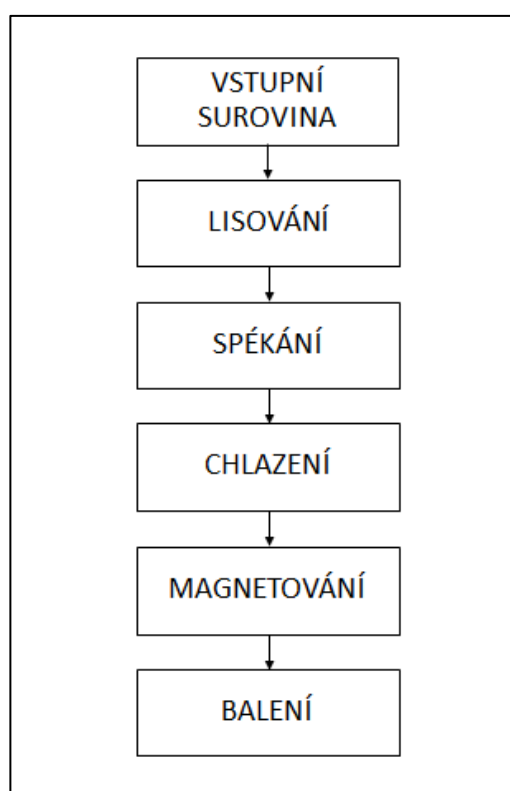 VSTUPNÍ
SUROVINA
LISOVÁNÍ
SPÉKÁNÍ
CHLAZENÍ
MAGNETOVÁNÍ
BALENÍ